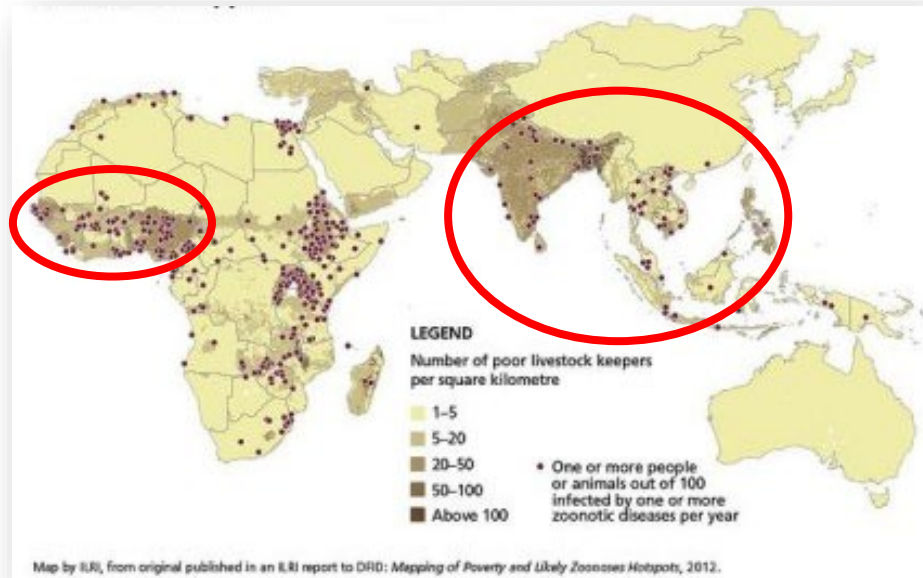 LEGEND
Number of poor livestock keepers
per square kilometre
1–5
5–20
20–50
50–100
Above 100
• One or more people
or animals out of 100
infected by one or more
zoonotic diseases per year
Map by ILRI, from original published in an ILRI report to DFID: Mapping of Poverty and Likely Zoonoses Hotspots, 2012.